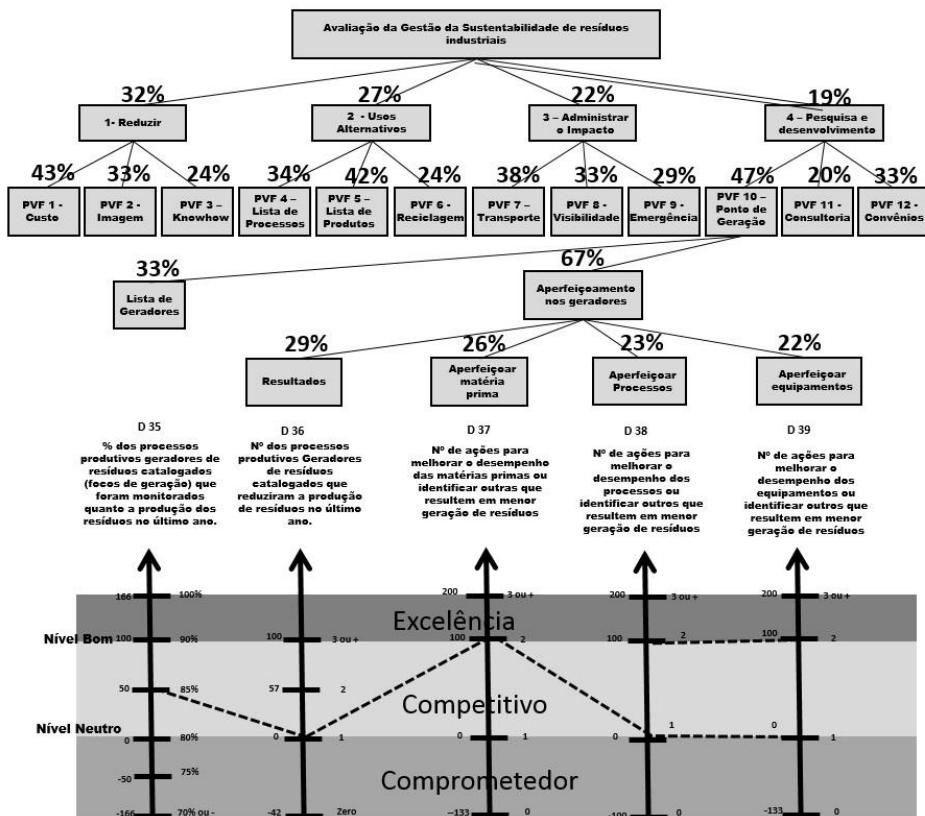 Avaliação da Gestão da Sustentabilidade de resíduos
industriais
32%
27%
22%
19%
1- Reduzir
2 - Usos
Alternativos
3 – Administrar
o Impacto
4 – Pesquisa e
desenvolvimento
43%
33%
24%
34%
42%
24%
38%
33%
29%
47%
20%
33%
PVF 1 -
Custo
PVF 2 -
Imagem
PVF 3 –
Knowhow
PVF 4 –
Lista de
Processos
PVF 5 –
Lista de
Produtos
PVF 6 -
Reciclagem
PVF 7 –
Transporte
PVF 8 -
Visibilidade
PVF 9 -
Emergência
PVF 10 –
Ponto de
Geração
PVF 11 -
Consultoria
PVF 12 -
Convênios
33%
67%
Lista de
Geradores
Aperfeiçoamento
nos geradores
29%
26%
23%
22%
Resultados
Aperfeiçoar
matéria
prima
Aperfeiçoar
Processos
Aperfeiçoar
equipamentos
D 35
% dos processos
produtivos geradores de
resíduos catalogados
(focos de geração) que
foram monitorados
quanto a produção dos
resíduos no último ano.
D 36
Nº dos processos
produtivos Geradores
de resíduos
catalogados que
reduziram a produção
de resíduos no último
ano.
D 37
Nº de ações para
melhorar o desempenho
das matérias primas ou
identificar outras que
resultem em menor
geração de resíduos
D 38
Nº de ações para
melhorar o
desempenho dos
processos ou
identificar outros que
resultem em menor
geração de resíduos
D 39
Nº de ações para
melhorar o
desempenho dos
equipamentos ou
identificar outros que
resultem em menor
geração de resíduos
166 100%
200 3 ou +
200 3 ou +
200 3 ou +
Excelência
Nível Bom
100 90%
100 3 ou +
100 2
100 2
100 2
50 85%
57 2
Competitivo
Nível Neutro
0 80%
0 1
0 1
0 1
0 1
75%
-50
Comprometedor
-166 70% ou -
-42 Zero
--133 0
-100 0
-133 0